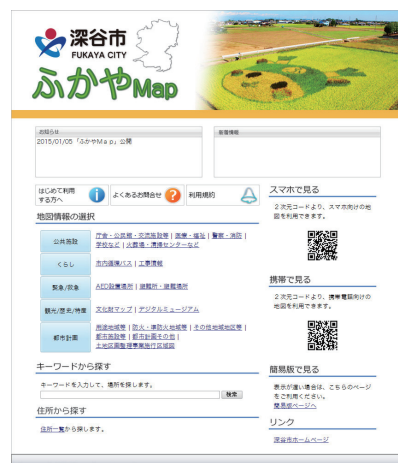 深谷市
FUKAYA CITY
ふかやMap
お知らせ
2015/01/05 「ふかやMap」公開
新着情報
はじめて利用
する方へ
よくあるお問合せ
利用規約
地図情報の選択
公共施設
庁舎・公民館・交流施設等 | 医療・福祉 | 警察・消防 |
学校など | 火葬場・清掃センターなど
くらし
市内循環バス | 工事情報
緊急/救急
AED設置場所 | 避難所・避難場所
観光/歴史/特産
文化財マップ | デジタルミュージアム
都市計画
用途地域等 | 防火・準防火地域等 | その他地域地区等 |
都市施設等 | 都市計画その他 |
土地区画整理事業施行区域図
キーワードから探す
キーワードを入力して、場所を探します。
検索
住所から探す
住所一覧から探します。
スマホで見る
2次元コードより、スマホ向けの地
図を利用できます。
携帯で見る
2次元コードより、携帯電話向けの
地図を利用できます。
簡易版で見る
表示が遅い場合は、こちらのページ
をご利用ください。
簡易版ページへ
リンク
深谷市ホームページ